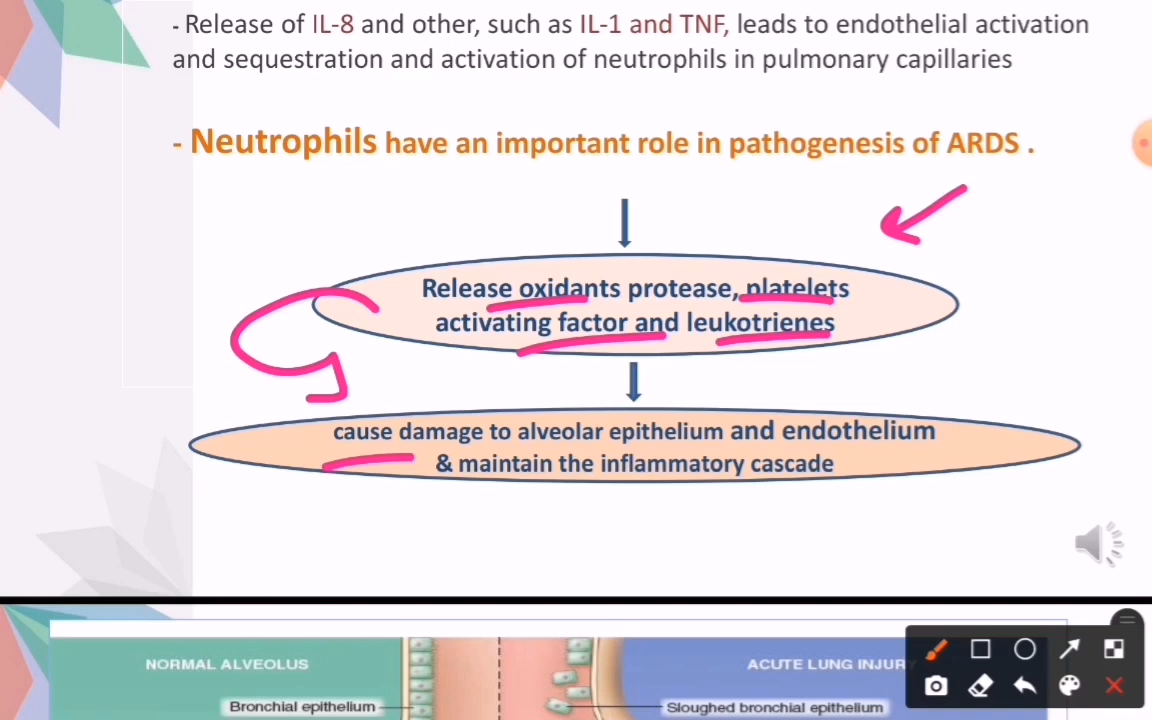 - Release of IL-8 and other, such as IL-1 and TNF, leads to endothelial activation
and sequestration and activation of neutrophils in pulmonary capillaries
- Neutrophils have an important role in pathogenesis of ARDS .
Release oxidants protease, platelets
activating factor and leukotrienes
cause damage to alveolar epithelium and endothelium
& maintain the inflammatory cascade
NORMAL ALVEOLUS
ACUTE LUNG INJURY
Bronchial epithelium
Sloughed bronchial epithelium